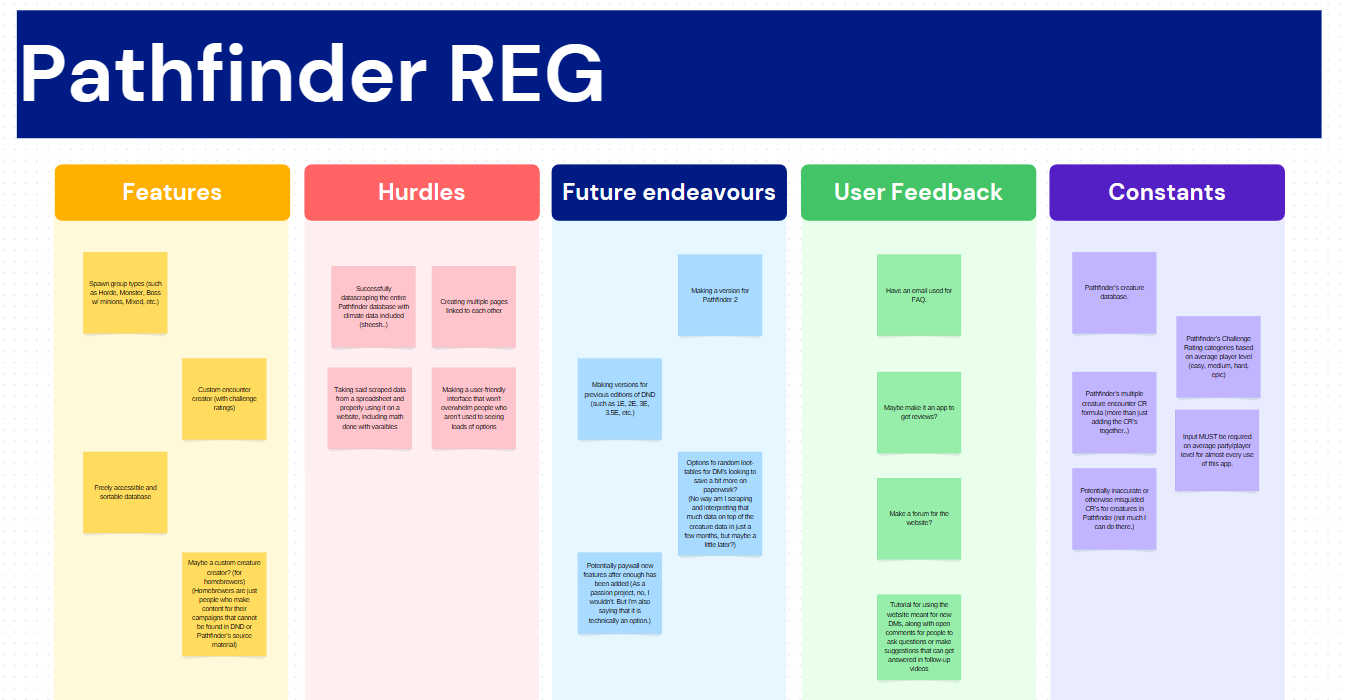 Pathfinder REG
Features
Hurdles
Future endeavours
User Feedback
Constants
Spawn group types (such
as Horde, Monster, Boss
w/ minions, Mixed, etc.)
Custom encounter
creator (with challenge
ratings)
Freely accessible and
sortable database
Maybe a custom creature
creator? (for
homebrewers)
(Homebrewers are just
people who make
content for their
campaigns that cannot
be found in DND or
Pathfinder's source
material)
Successfully
datascraping the entire
Pathfinder database with
climate data included
(sheesh..)
Creating multiple pages
linked to each other
Taking said scraped data
from a spreadsheet and
properly using it on a
website, including math
done with varaibles
Making a user-friendly
interface that won't
overwhelm people who
aren't used to seeing
loads of options
Making a version for
Pathfinder 2
Making versions for
previous editions of DND
(such as 1E, 2E, 3E,
3.5E, etc.)
Options fo random loot-
tables for DM's looking to
save a bit more on
paperwork?
(No way am I scraping
and interpreting that
much data on top of the
creature data in just a
few months, but maybe a
little later?)
Potentially paywall new
features after enough has
been added (As a
passion project, no, I
wouldn't. But I'm also
saying that it is
technically an option.)
Have an email used for
FAQ.
Maybe make it an app to
get reviews?
Make a forum for the
website?
Tutorial for using the
website meant for new
DMs, along with open
comments for people to
ask questions or make
suggestions that can get
answered in follow-up
videos
Pathfinder's creature
database.
Pathfinder's Challenge
Rating categories based
on average player level
(easy, medium, hard,
epic)
Pathfinder's multiple
creature encounter CR
formula (more than just
adding the CR's
together..)
Input MUST be required
on average party/player
level for almost every use
of this app.
Potentially inaccurate or
otherwise misguided
CR's for creatures in
Pathfinder (not much I
can do there.)